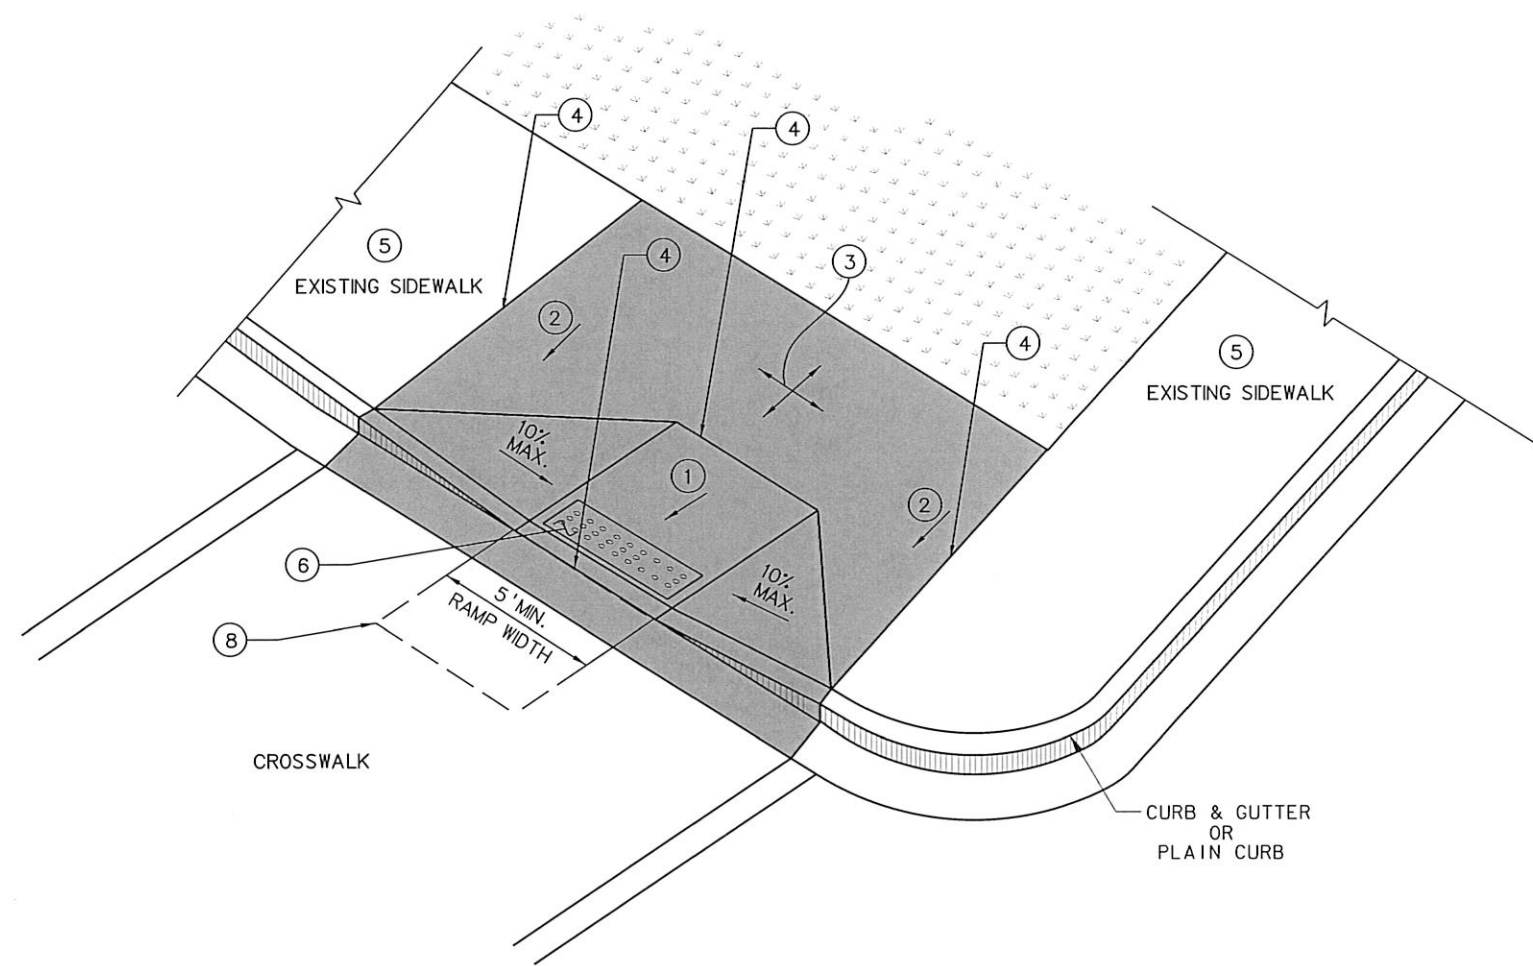 4
4
5
EXISTING SIDEWALK
4
3
2
4
5
EXISTING SIDEWALK
10%
MAX.
1
2
6
10%
MAX.
5' MIN.
RAMP WIDTH
8
CROSSWALK
CURB & GUTTER
OR
PLAIN CURB